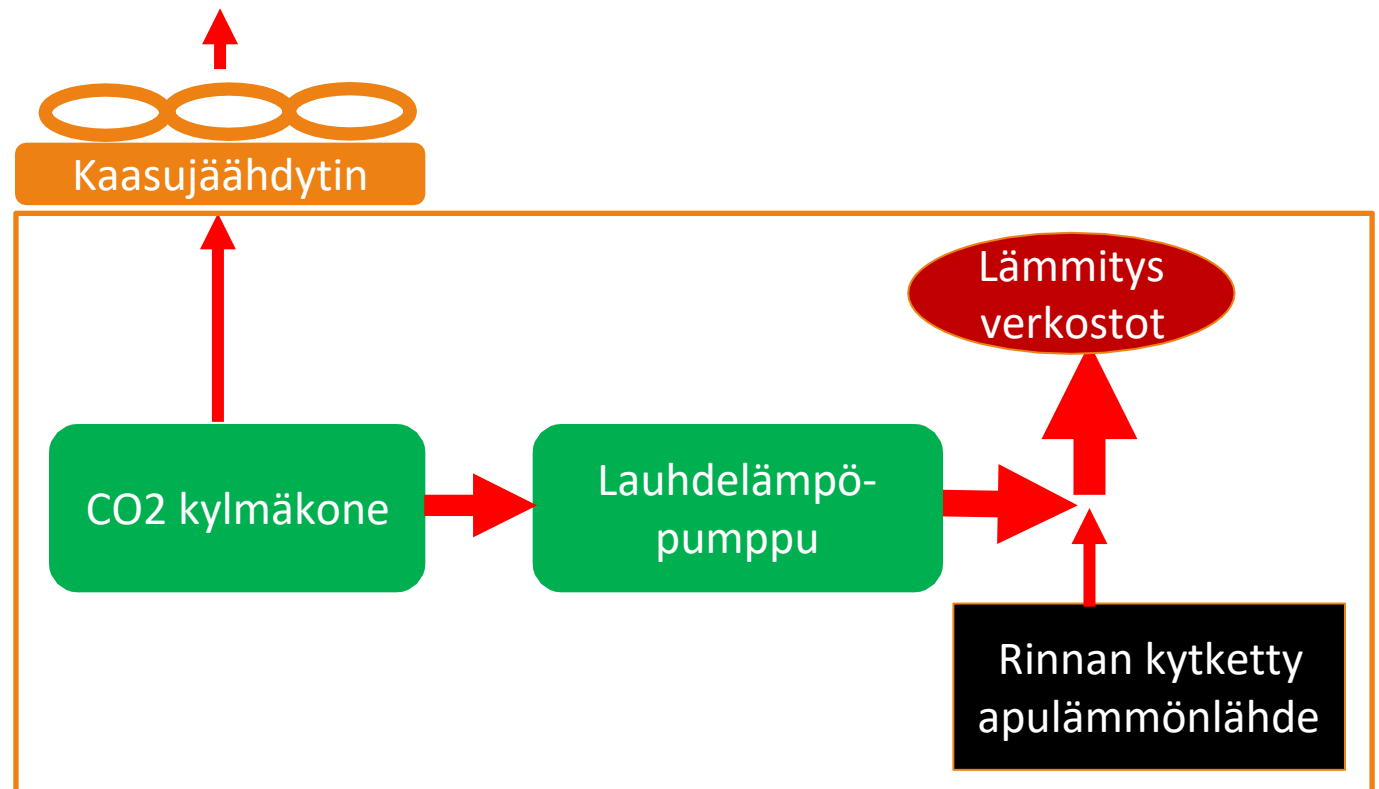 Kaasujäähdytin
Lämmitys
verkostot
CO2 kylmäkone
Lauhdelämpö-
pumppu
Rinnan kytketty
apulämmönlähde